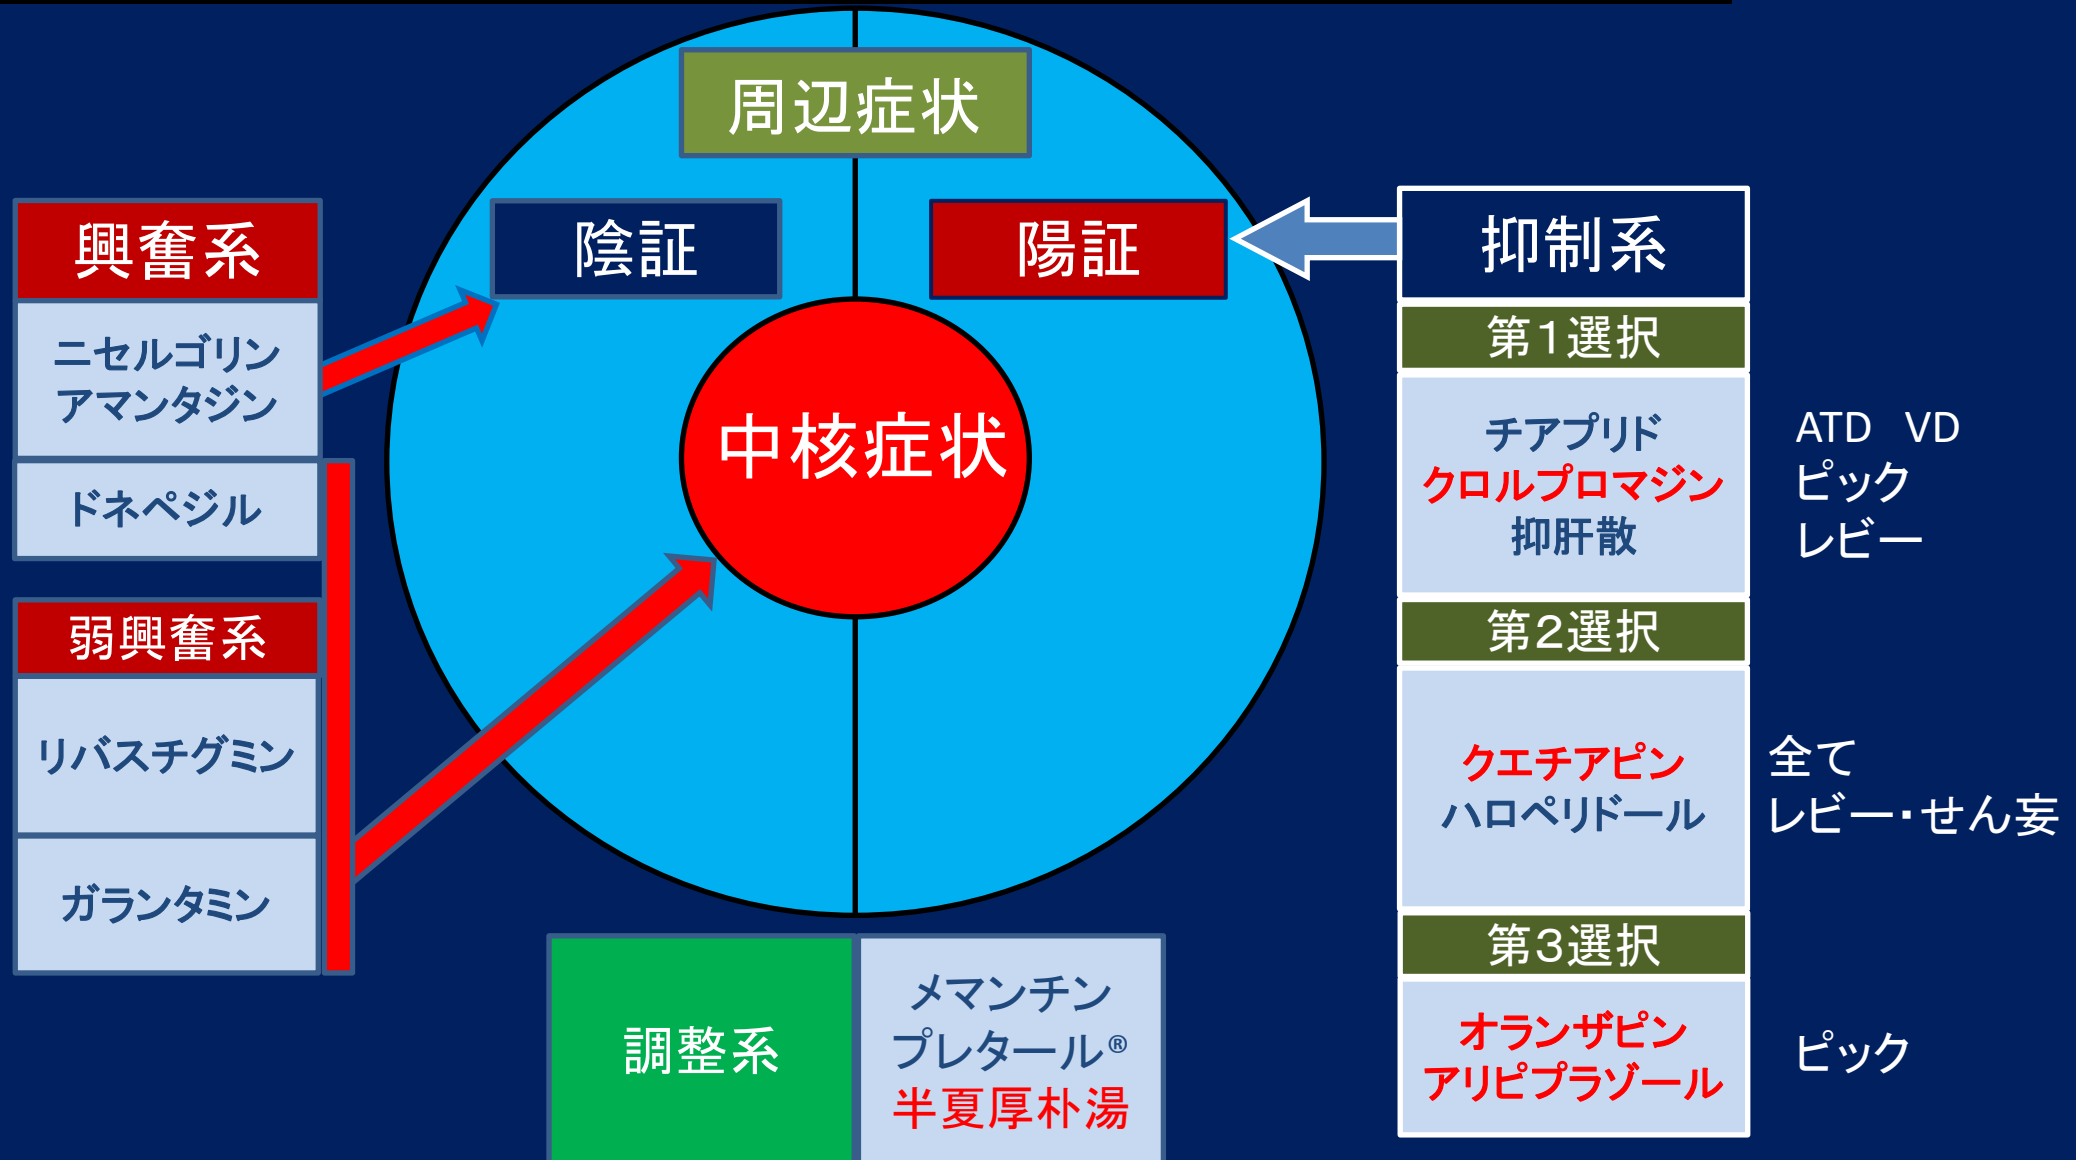 周辺症状
興奮系
ニセルゴリン
アマンタジン
ドネペジル
弱興奮系
リバスチグミン
ガランタミン
陰証
陽証
中核症状
抑制系
第1選択
チアプリド
クロルプロマジン
抑肝散
ATD VD
ピック
レビー
第2選択
クエチアピン
ハロペリドール
全て
レビー・せん妄
第3選択
オランザピン
アリピプラゾール
ピック
調整系
メマンチン
プレタール®
半夏厚朴湯